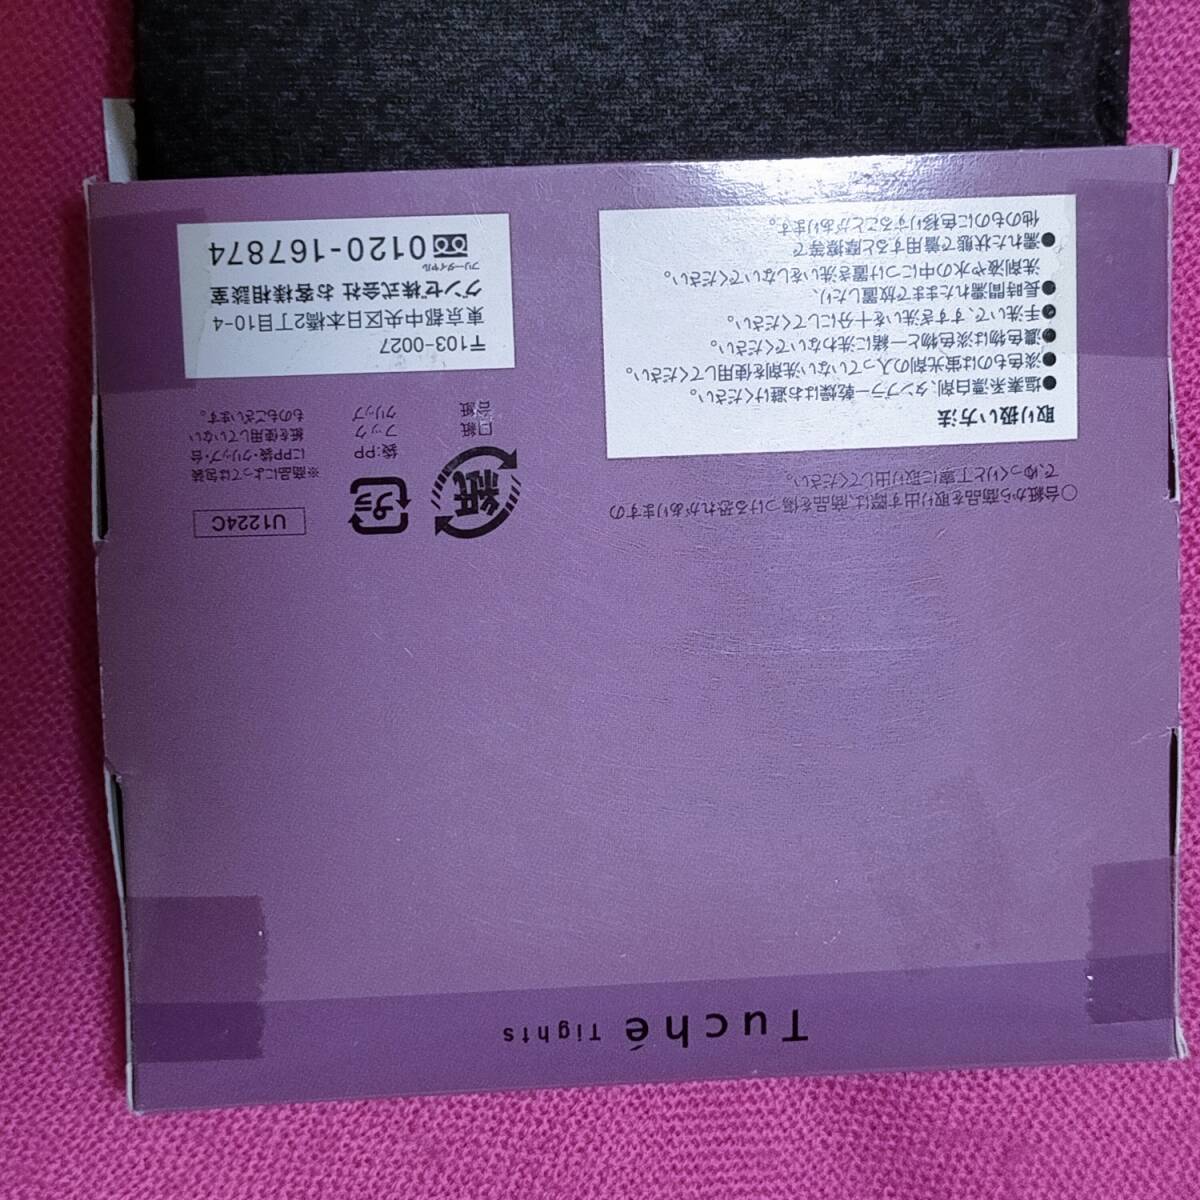 Tuché Tights
○台紙から商品を取り出す際は、商品を傷つける恐れがありますの
で、ゆっくりと丁寧に取り出してください。
取り扱い方法
●塩素系漂白剤、タンブラー乾燥はお避けください。
●淡色ものは蛍光剤の入っていない洗剤を使用してください。
●濃色物は淡色物と一緒に洗わないでください。
●手洗いで、すすぎ洗いを十分にしてください。
●長時間濡れたままで放置したり、
洗剤液や水の中につけ置き洗いをしないでください。
●濡れた状態で着用すると摩擦等で
他のものに色移りすることがあります。
U1224C
紙
プラ
口紙
台紙
袋:PP
フック
クリップ
※商品によっては包装
にPP袋・クリップ・台
紙を使用していない
ものもございます。
〒103-0027
東京都中央区日本橋2丁目10-4
グンゼ株式会社 お客様相談室
フリーダイヤル
0120-167874